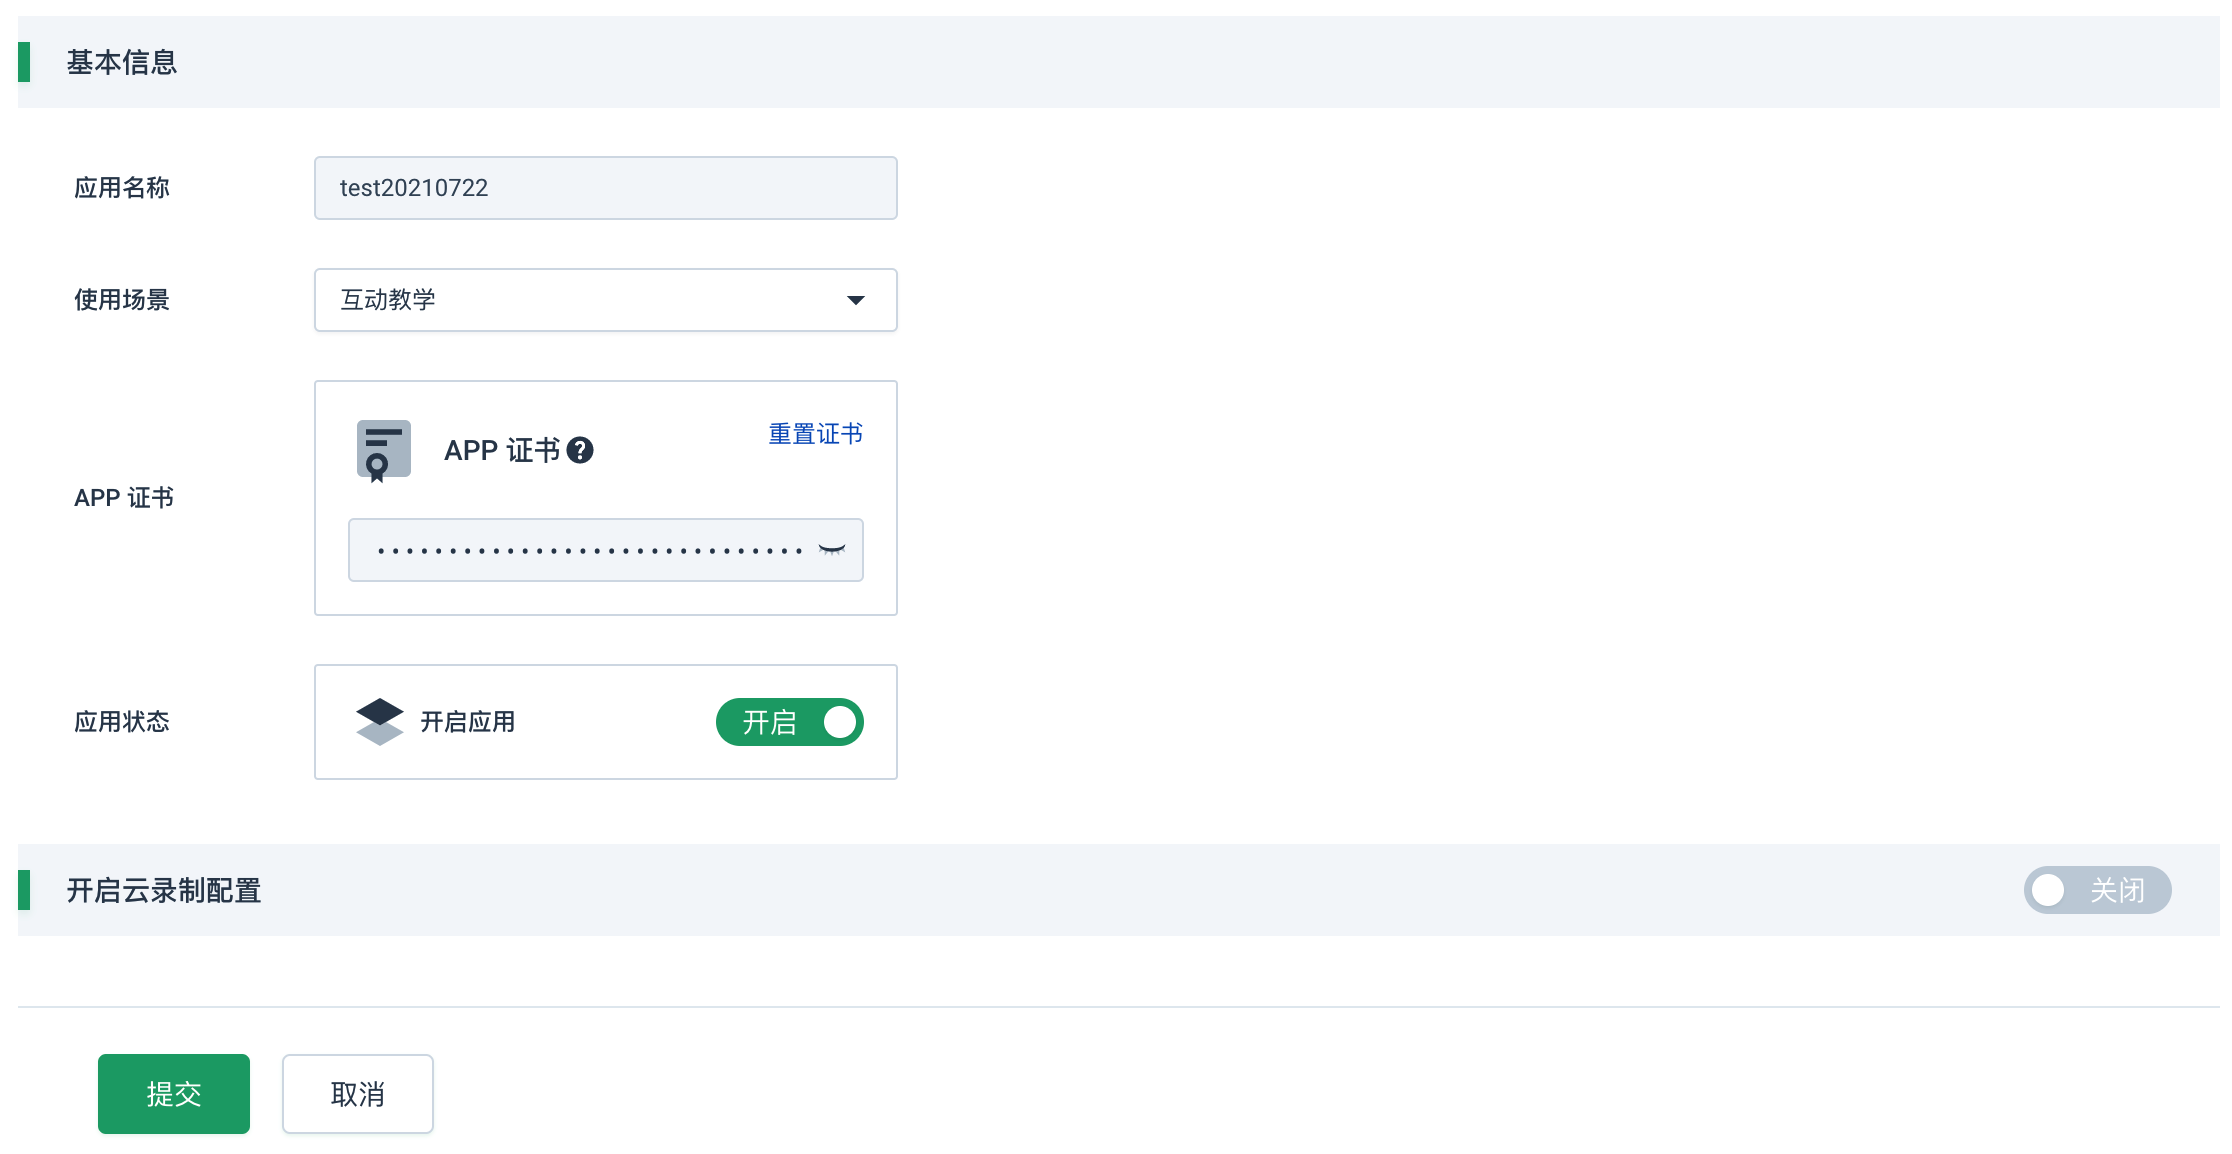 基本信息
应用名称
test20210722
使用场景
互动教学
APP 证书
APP 证书
重置证书
应用状态
开启应用
开启
开启云录制配置
关闭
提交
取消